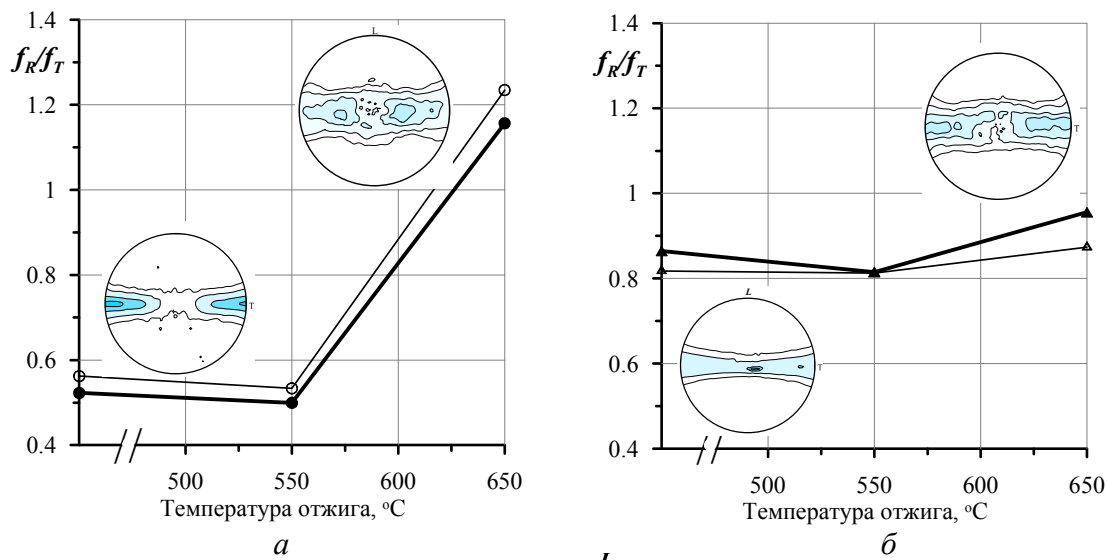 1.4
f_R/f_T
1.2
1
0.8
0.6
0.4
500
550
600
650
Температура отжига, °С
а
L
T
1.4
f_R/f_T
1.2
1
0.8
0.6
0.4
500
550
600
650
Температура отжига, °С
б
T
L
T
L